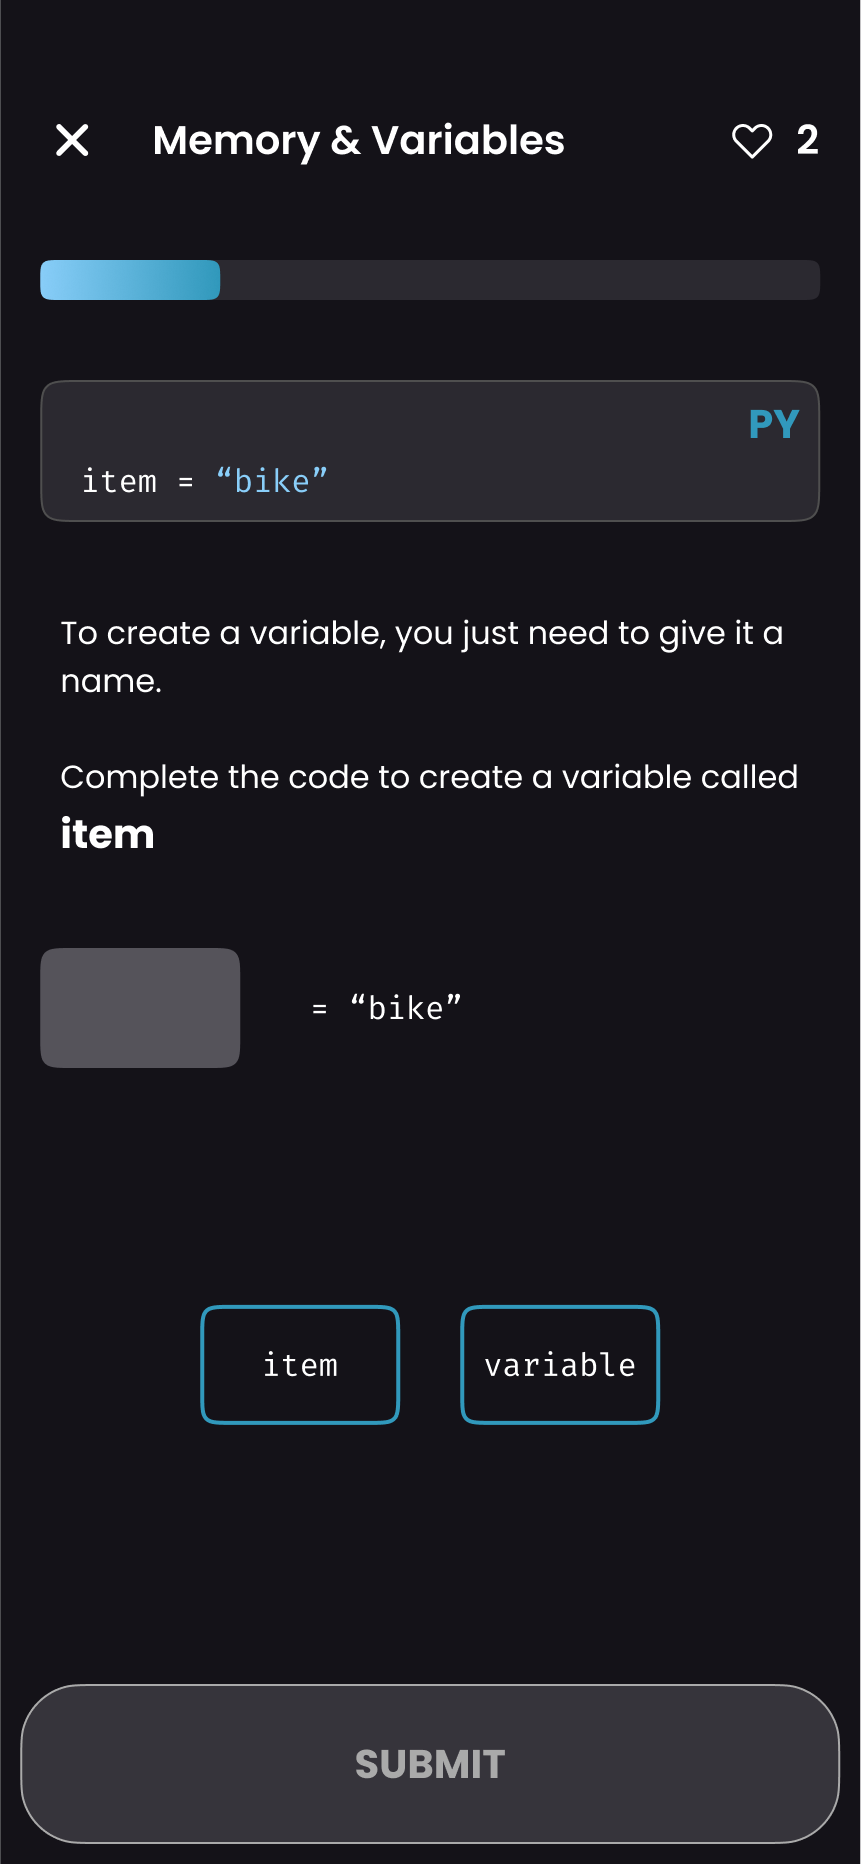 Memory & Variables
2
PY
item = “bike”
To create a variable, you just need to give it a
name.
Complete the code to create a variable called
item
= “bike”
item
variable
SUBMIT